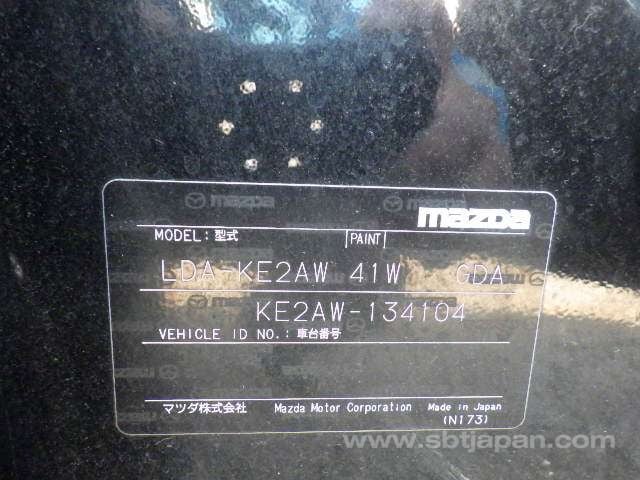 mazda
MODEL: 型式 PAINT
LDA-KE2AW 41W GDA
KE2AW-134104
VEHICLE ID NO.: 車台番号
マツダ株式会社 Mazda Motor Corporation Made in Japan
(N173)
www.sbtjapan.com